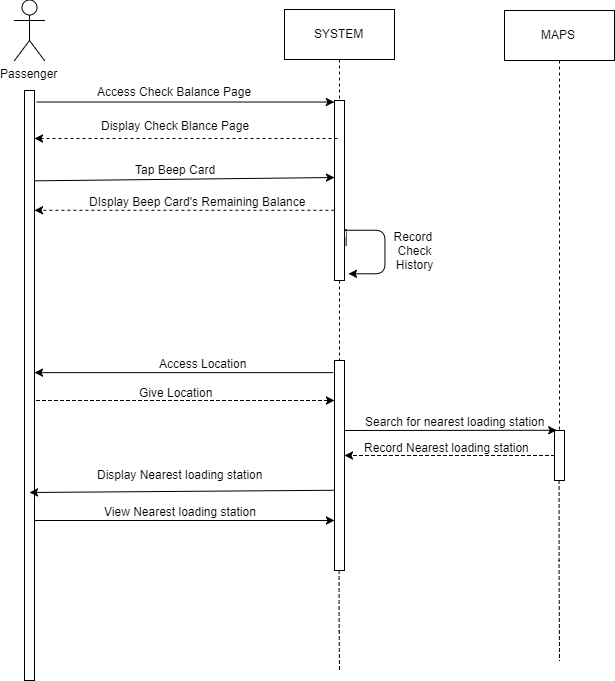 SYSTEM
MAPS
Passenger
Access Check Balance Page
Display Check Blance Page
Tap Beep Card
DIsplay Beep Card's Remaining Balance
Record
Check
History
Access Location
Give Location
Search for nearest loading station
Record Nearest loading station
Display Nearest loading station
View Nearest loading station